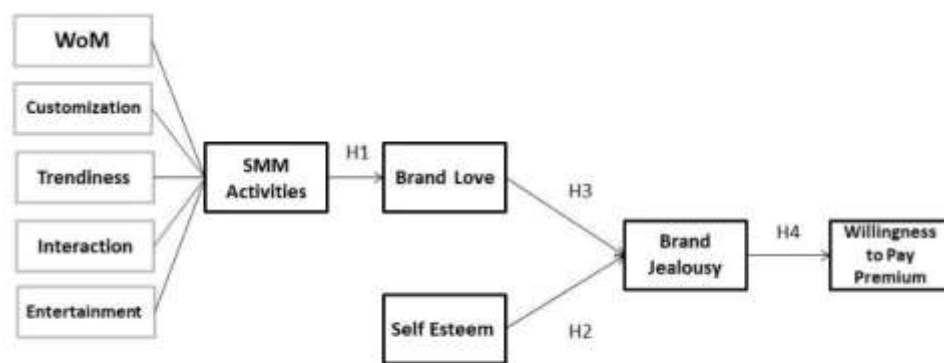 WoM
Customization
Trendiness
Interaction
Entertainment
SMM
Activities
H1
Brand Love
H3
Self Esteem
H2
Brand
Jealousy
H4
Willingness
to Pay
Premium